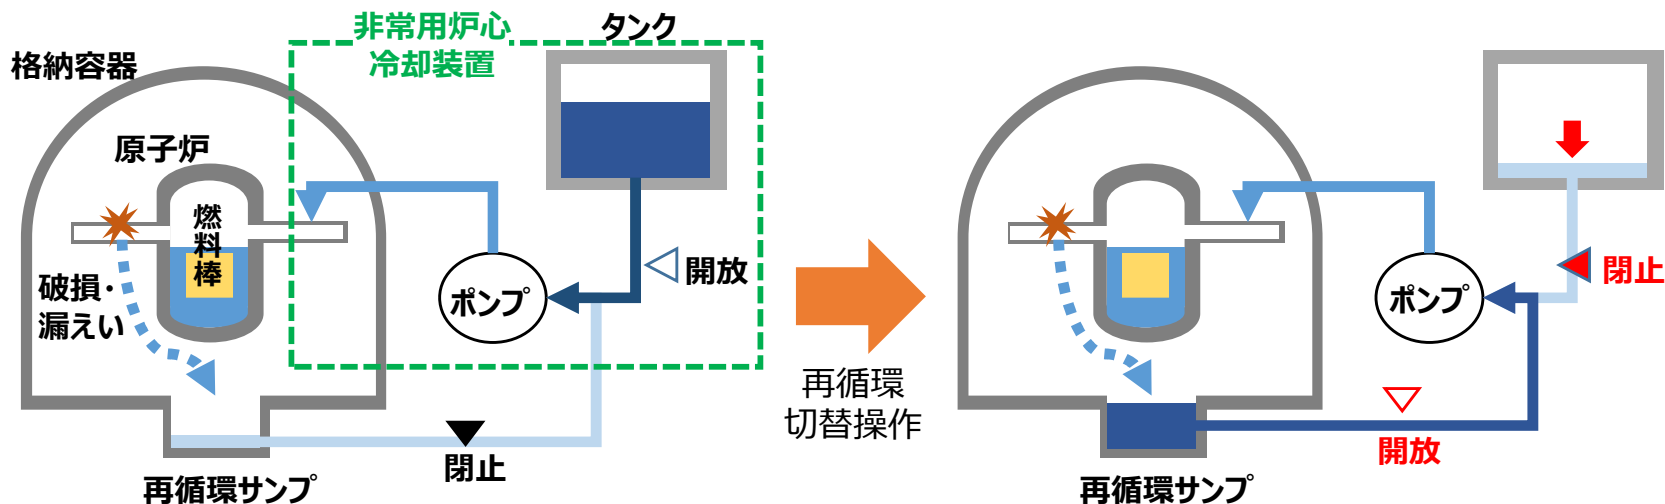 非常用炉心
冷却装置
タンク
格納容器
原子炉
燃料棒
破損・
漏えい
ポンプ
開放
閉止
再循環サンプ
再循環
切替操作
ポンプ
閉止
開放
再循環サンプ